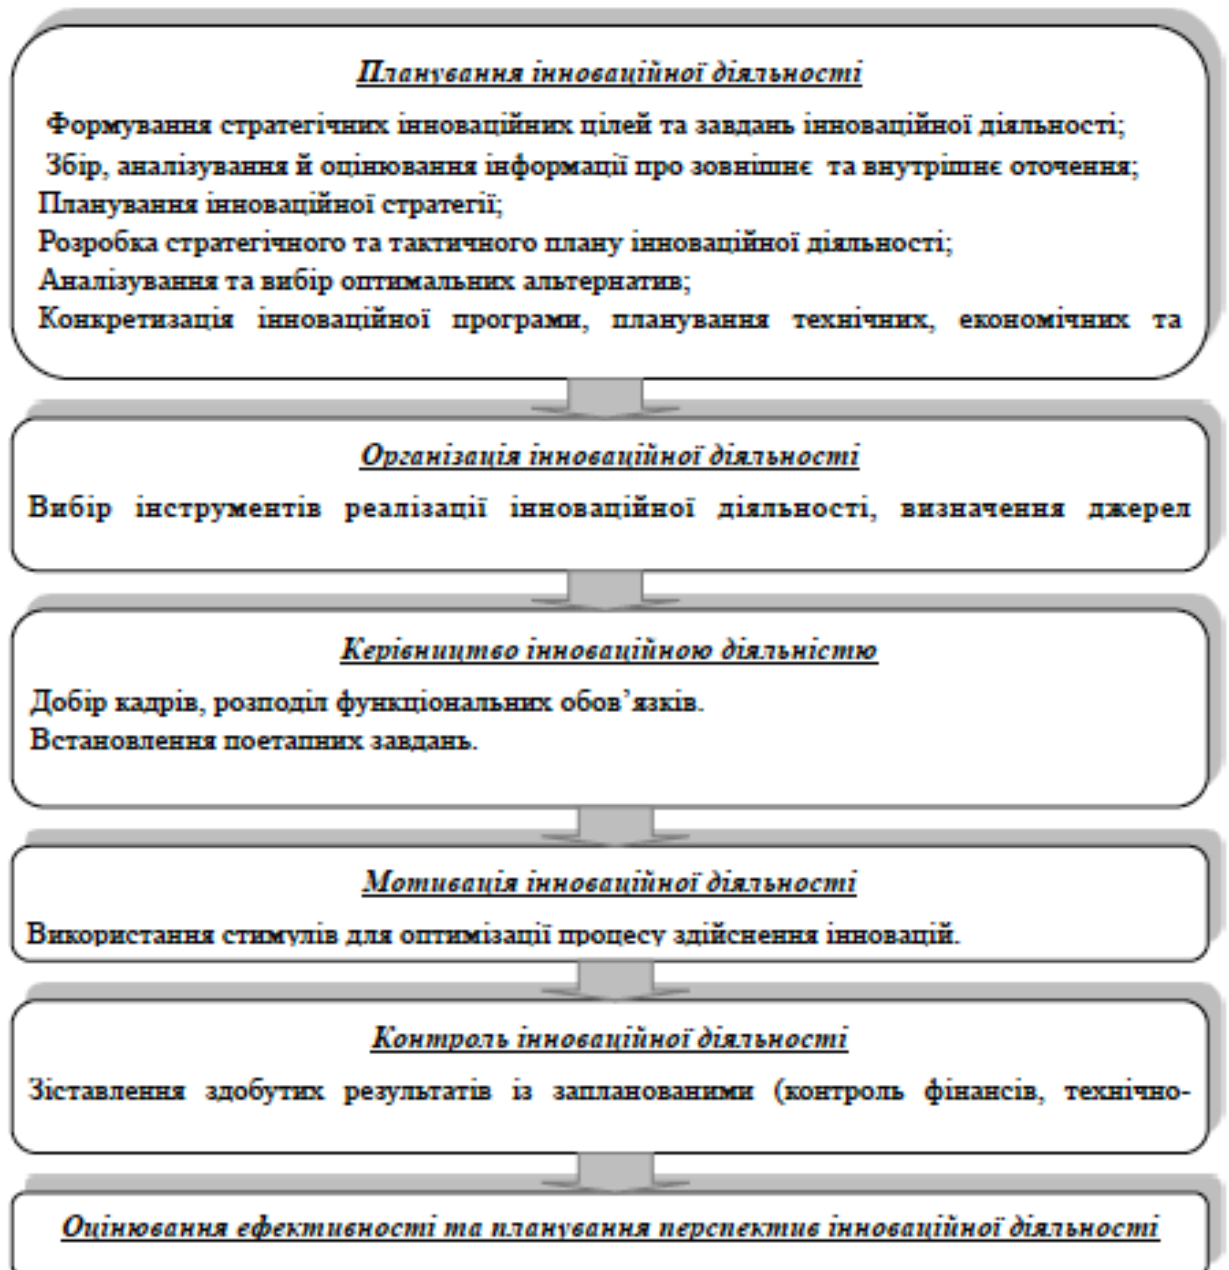 Планування інноваційної діяльності
Формування стратегічних інноваційних цілей та завдань інноваційної діяльності;
Збір, аналізування й оцінювання інформації про зовнішнє та внутрішнє оточення;
Планування інноваційної стратегії;
Розробка стратегічного та тактичного плану інноваційної діяльності;
Аналізування та вибір оптимальних альтернатив;
Конкретизація інноваційної програми, планування технічних, економічних та
Організація інноваційної діяльності
Вибір інструментів реалізації інноваційної діяльності, визначення джерел
Керівництво інноваційною діяльністю
Добір кадрів, розподіл функціональних обов’язків.
Встановлення поетапних завдань.
Мотивація інноваційної діяльності
Використання стимулів для оптимізації процесу здійснення інновацій.
Контроль інноваційної діяльності
Зіставлення здобутих результатів із запланованими (контроль фінансів, технічно-
Оцінювання ефективності та планування перспектив інноваційної діяльності